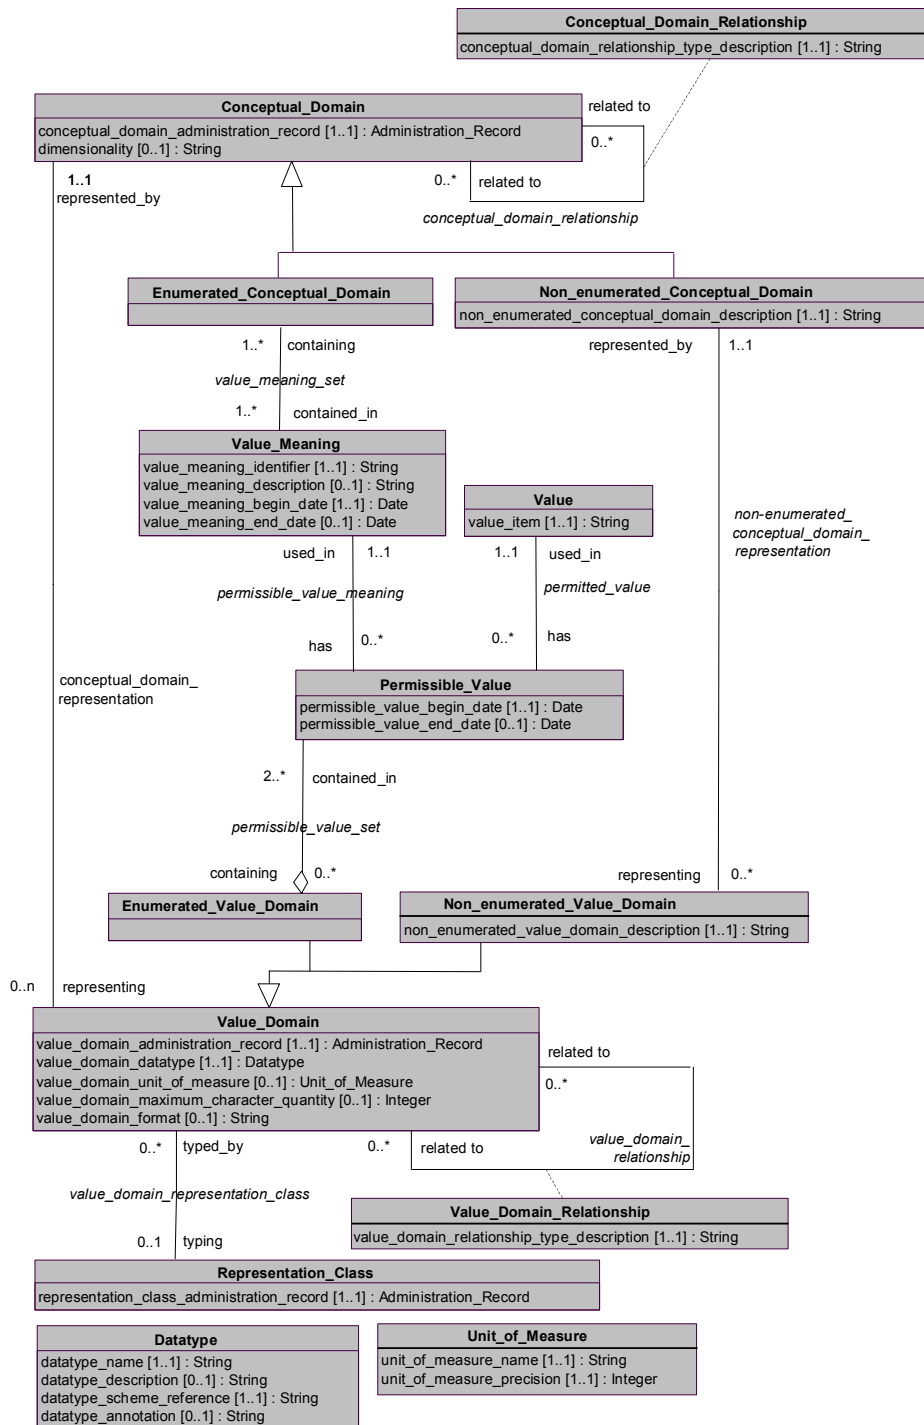 Conceptual_Domain_Relationship
conceptual_domain_relationship_type_description [1..1] : String
Conceptual_Domain
conceptual_domain_administration_record [1..1] : Administration_Record
dimensionality [0..1] : String
related to
0..*
0..*
related to
conceptual_domain_relationship
1..1
represented_by
Enumerated_Conceptual_Domain
Non_enumerated_Conceptual_Domain
non_enumerated_conceptual_domain_description [1..1] : String
1..* containing
value_meaning_set
1..* contained_in
represented_by 1..1
Value_Meaning
value_meaning_identifier [1..1] : String
value_meaning_description [0..1] : String
value_meaning_begin_date [1..1] : Date
value_meaning_end_date [0..1] : Date
Value
value_item [1..1] : String
non-enumerated_
conceptual_domain_
representation
used_in 1..1
permissible_value_meaning
has 0..*
1..1 used_in
permitted_value
0..* has
conceptual_domain_
representation
Permissible_Value
permissible_value_begin_date [1..1] : Date
permissible_value_end_date [0..1] : Date
2..* contained_in
permissible_value_set
containing 0..*
representing 0..*
Enumerated_Value_Domain
Non_enumerated_Value_Domain
non_enumerated_value_domain_description [1..1] : String
0..n representing
Value_Domain
value_domain_administration_record [1..1] : Administration_Record
value_domain_datatype [1..1] : Datatype
value_domain_unit_of_measure [0..1] : Unit_of_Measure
value_domain_maximum_character_quantity [0..1] : Integer
value_domain_format [0..1] : String
related to
0..*
0..* typed_by
0..* related to
value_domain_
relationship
value_domain_representation_class
0..1 typing
Value_Domain_Relationship
value_domain_relationship_type_description [1..1] : String
Representation_Class
representation_class_administration_record [1..1] : Administration_Record
Datatype
datatype_name [1..1] : String
datatype_description [0..1] : String
datatype_scheme_reference [1..1] : String
datatype_annotation [0..1] : String
Unit_of_Measure
unit_of_measure_name [1..1] : String
unit_of_measure_precision [1..1] : Integer